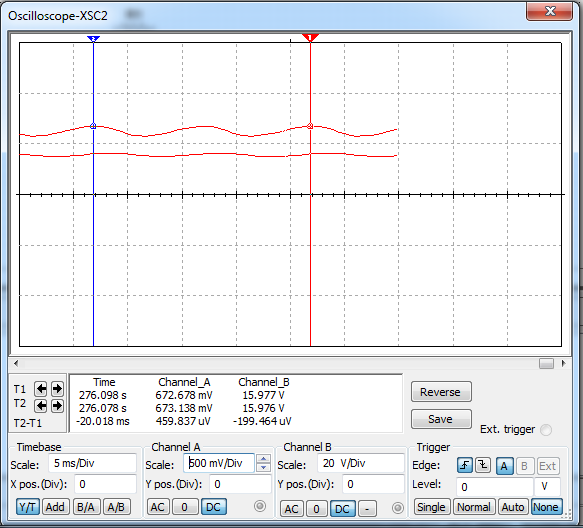 Oscilloscope-XSC2
2 1
T1
T2
T2-T1
Time Channel_A Channel_B
276.098 s 672.678 mV 15.977 V
276.078 s 673.138 mV 15.976 V
-20.018 ms 459.837 uV -199.464 uV
Reverse
Save
Ext. trigger
Timebase
Scale: 5 ms/Div
X pos.(Div): 0
Y/T Add B/A A/B
Channel A
Scale: 500 mV/Div
Y pos.(Div): 0
AC 0 DC
Channel B
Scale: 20 V/Div
Y pos.(Div): 0
AC 0 DC -
Trigger
Edge: A B Ext
Level: 0 V
Single Normal Auto None